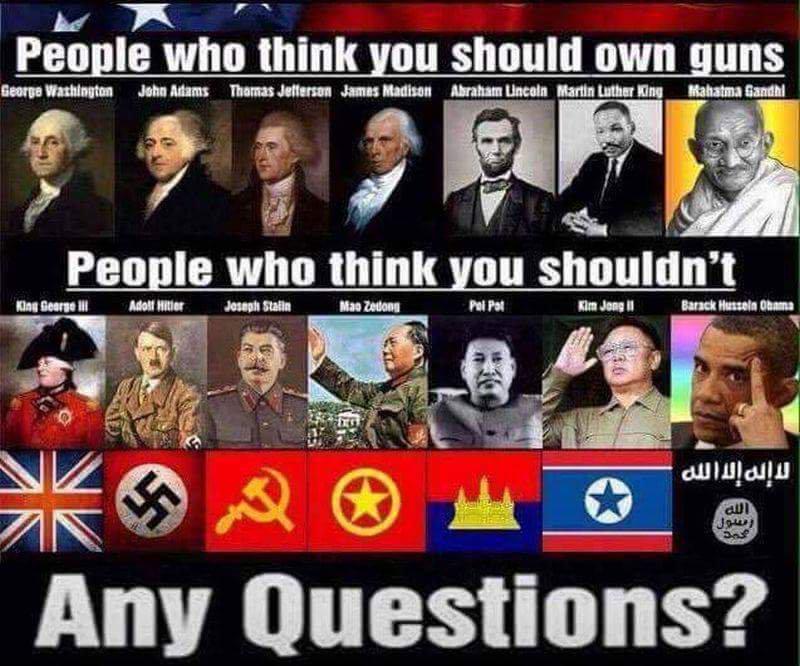 People who think you should own guns
George Washington John Adams Thomas Jefferson James Madison Abraham Lincoln Martin Luther King Mahatma Gandhi
People who think you shouldn't
King George iii Adolf Hitler Joseph Stalin Mao Zedong Pol Pot Kim Jong il Barack Hussein Obama
لا إله إلا الله
الله
رسول
محمد
Any Questions?